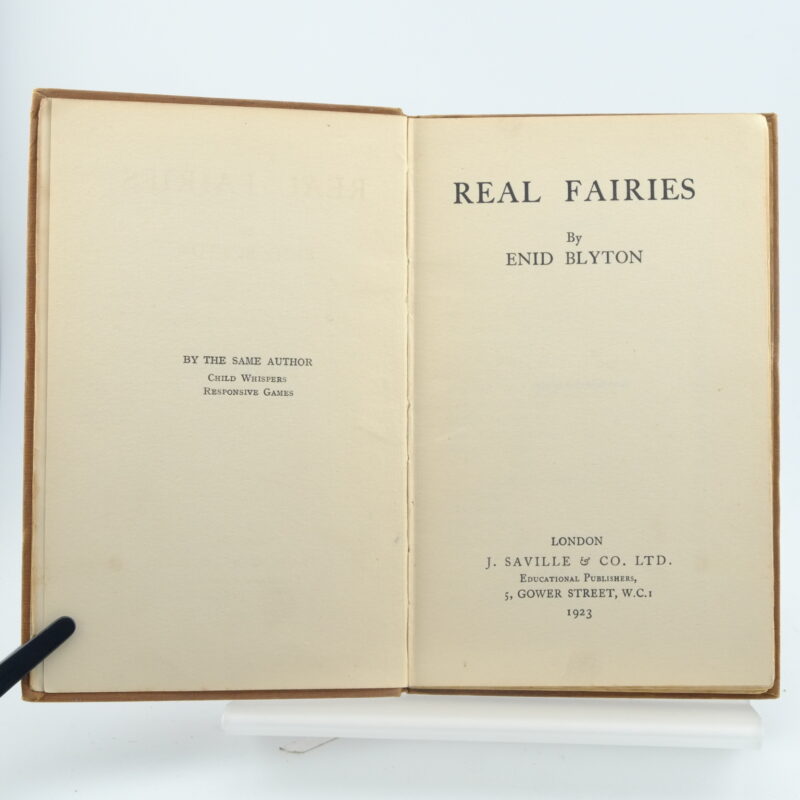 BY THE SAME AUTHOR
CHILD WHISPERS
RESPONSIVE GAMES
REAL FAIRIES
By
ENID BLYTON
LONDON
J. SAVILLE & CO. LTD.
EDUCATIONAL PUBLISHERS,
5, GOWER STREET, W.C.1
1923